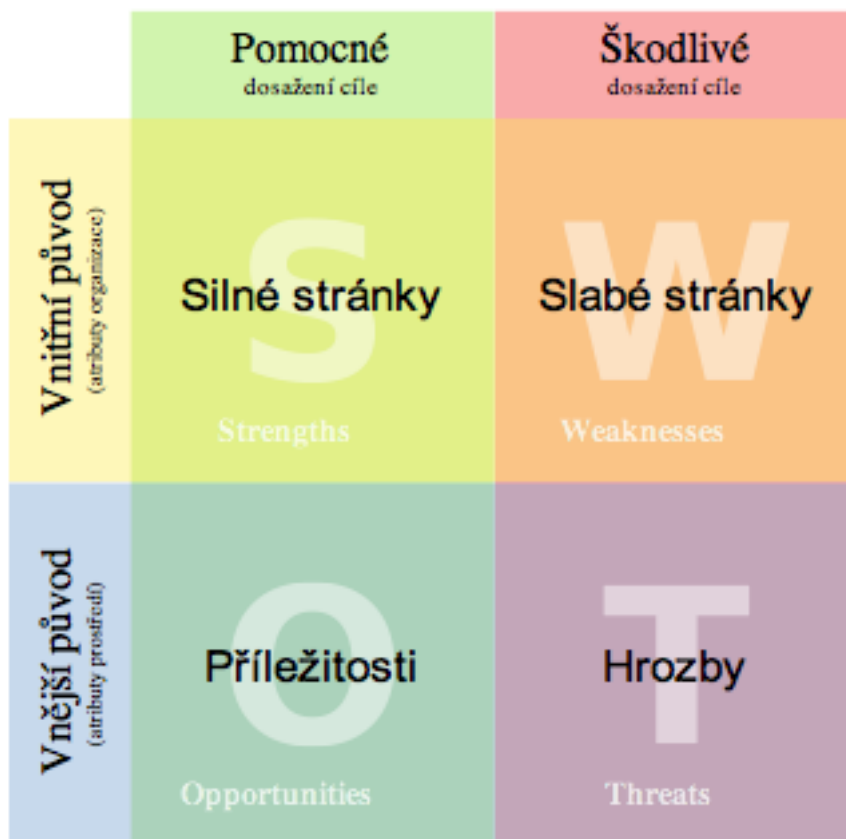 Pomocné
dosažení cíle
Škodlivé
dosažení cíle
Vnitřní původ
(atributy organizace)
S
Silné stránky
Strengths
W
Slabé stránky
Weaknesses
Vnější původ
(atributy prostředí)
O
Příležitosti
Opportunities
T
Hrozby
Threats